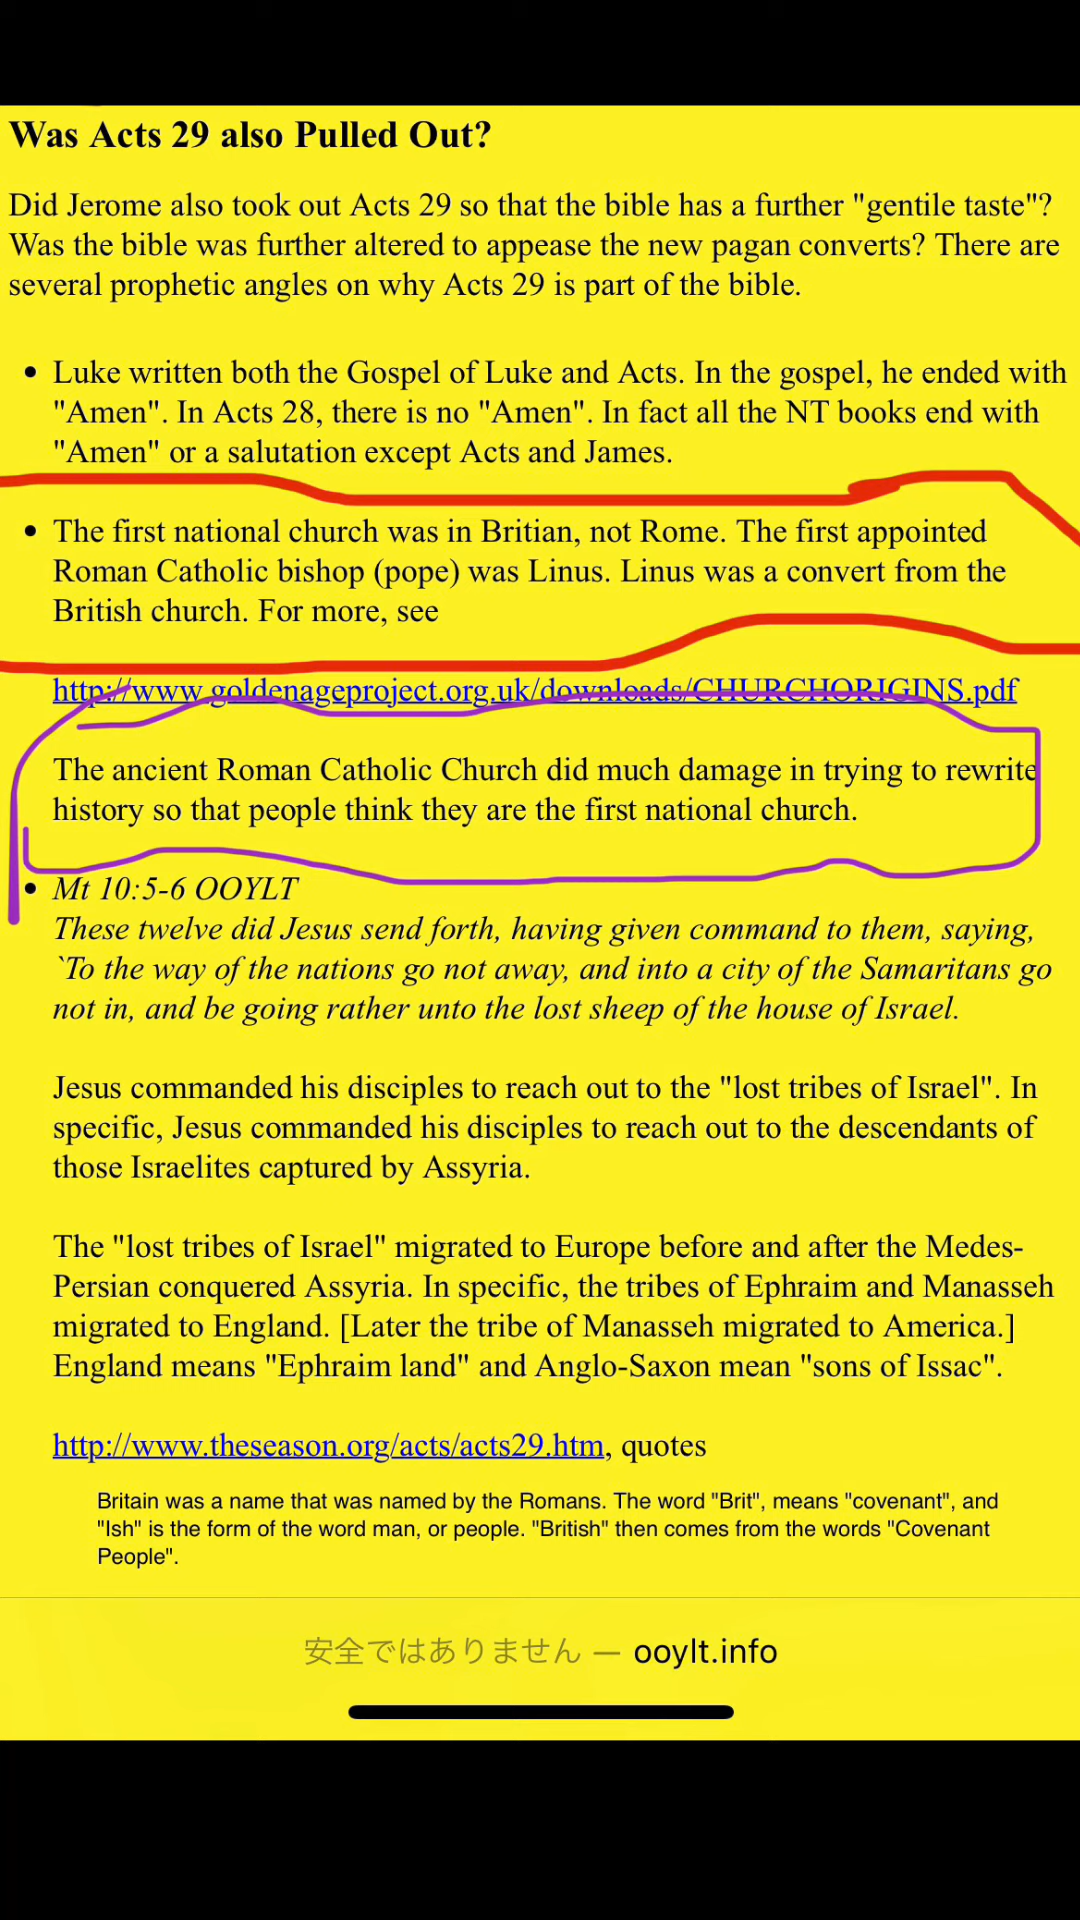 Was Acts 29 also Pulled Out?
Did Jerome also took out Acts 29 so that the bible has a further "gentile taste"?
Was the bible was further altered to appease the new pagan converts? There are
several prophetic angles on why Acts 29 is part of the bible.
• Luke written both the Gospel of Luke and Acts. In the gospel, he ended with
"Amen". In Acts 28, there is no "Amen". In fact all the NT books end with
"Amen" or a salutation except Acts and James.
• The first national church was in Britian, not Rome. The first appointed
Roman Catholic bishop (pope) was Linus. Linus was a convert from the
British church. For more, see
http://www.goldenageproject.org.uk/downloads/CHURCHORIGINS.pdf
The ancient Roman Catholic Church did much damage in trying to rewrite
history so that people think they are the first national church.
• Mt 10:5-6 OOYLT
These twelve did Jesus send forth, having given command to them, saying,
`To the way of the nations go not away, and into a city of the Samaritans go
not in, and be going rather unto the lost sheep of the house of Israel.
Jesus commanded his disciples to reach out to the "lost tribes of Israel". In
specific, Jesus commanded his disciples to reach out to the descendants of
those Israelites captured by Assyria.
The "lost tribes of Israel" migrated to Europe before and after the Medes-
Persian conquered Assyria. In specific, the tribes of Ephraim and Manasseh
migrated to England. [Later the tribe of Manasseh migrated to America.]
England means "Ephraim land" and Anglo-Saxon mean "sons of Issac".
http://www.theseason.org/acts/acts29.htm, quotes
Britain was a name that was named by the Romans. The word "Brit", means "covenant", and
"Ish" is the form of the word man, or people. "British" then comes from the words "Covenant
People".
安全ではありません — ooylt.info